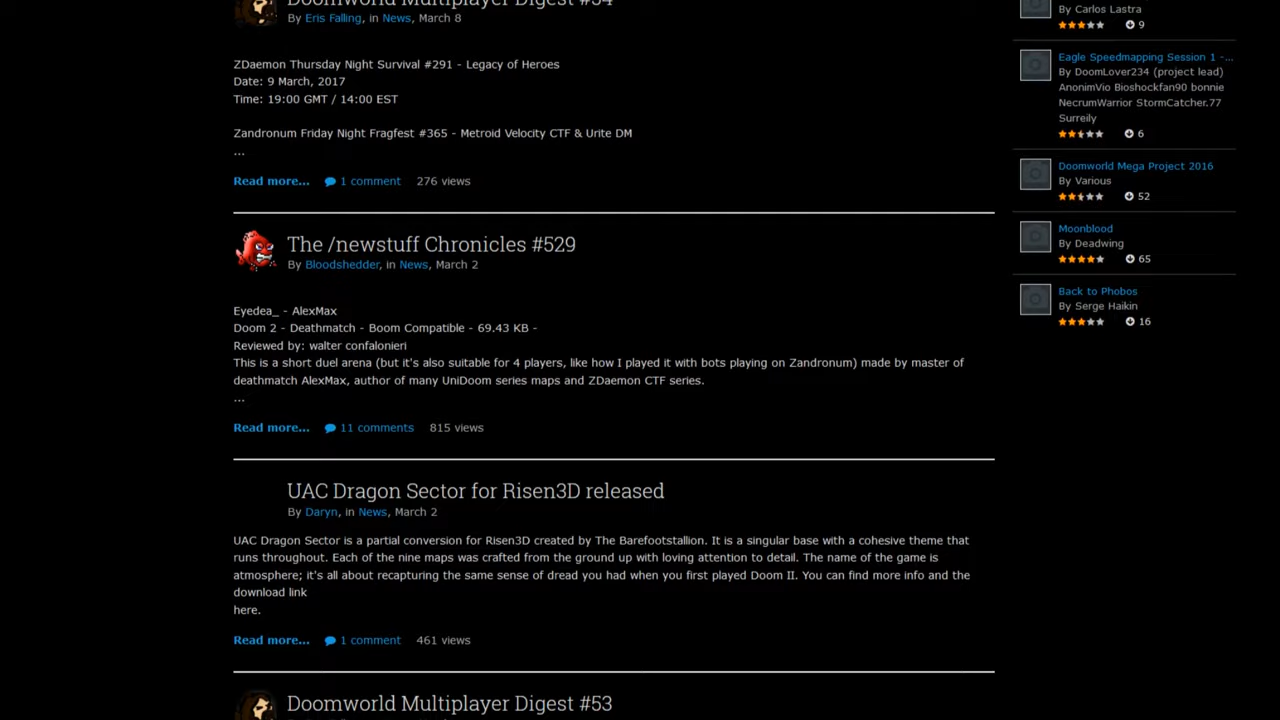 Doomworld Multiplayer Digest #54
By Eris Falling, in News, March 8
ZDaemon Thursday Night Survival #291 - Legacy of Heroes
Date: 9 March, 2017
Time: 19:00 GMT / 14:00 EST
Zandronum Friday Night Fragfest #365 - Metroid Velocity CTF & Urite DM
...
Read more... 1 comment 276 views
The /newstuff Chronicles #529
By Bloodshedder, in News, March 2
Eyedea_ - AlexMax
Doom 2 - Deathmatch - Boom Compatible - 69.43 KB -
Reviewed by: walter confalonieri
This is a short duel arena (but it's also suitable for 4 players, like how I played it with bots playing on Zandronum) made by master of
deathmatch AlexMax, author of many UniDoom series maps and ZDaemon CTF series.
...
Read more... 11 comments 815 views
UAC Dragon Sector for Risen3D released
By Daryn, in News, March 2
UAC Dragon Sector is a partial conversion for Risen3D created by The Barefootstallion. It is a singular base with a cohesive theme that
runs throughout. Each of the nine maps was crafted from the ground up with loving attention to detail. The name of the game is
atmosphere; it's all about recapturing the same sense of dread you had when you first played Doom II. You can find more info and the
download link
here.
Read more... 1 comment 461 views
Doomworld Multiplayer Digest #53
By Carlos Lastra
9
Eagle Speedmapping Session 1 -...
By DoomLover234 (project lead)
AnonimVio Bioshockfan90 bonnie
NecrumWarrior StormCatcher.77
Surreily
6
Doomworld Mega Project 2016
By Various
52
Moonblood
By Deadwing
65
Back to Phobos
By Serge Haikin
16